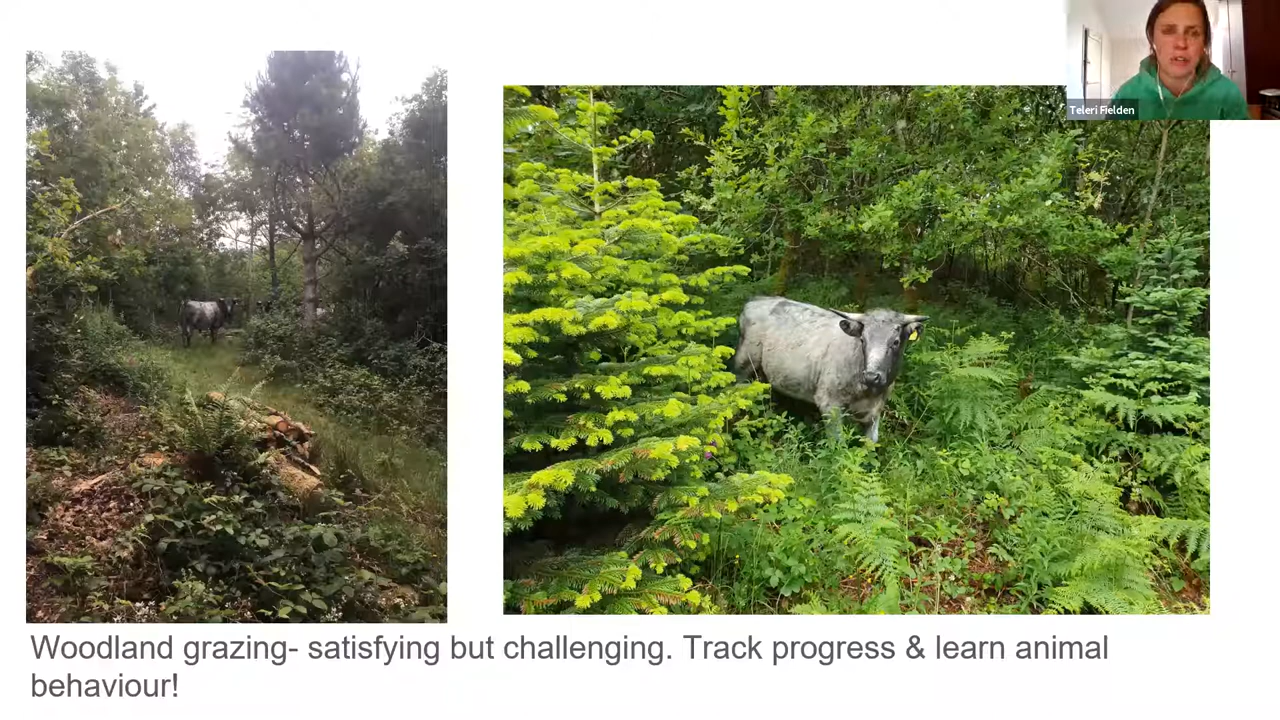 Teleri Fielden
Woodland grazing- satisfying but challenging. Track progress & learn animal
behaviour!